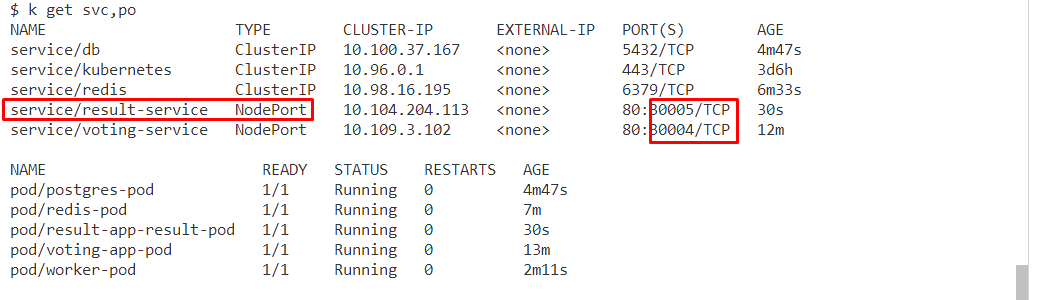 $ k get svc,po
NAME TYPE CLUSTER-IP EXTERNAL-IP PORT(S) AGE
service/db ClusterIP 10.100.37.167 <none> 5432/TCP 4m47s
service/kubernetes ClusterIP 10.96.0.1 <none> 443/TCP 3d6h
service/redis ClusterIP 10.98.16.195 <none> 6379/TCP 6m33s
service/result-service NodePort 10.104.204.113 <none> 80:30005/TCP 30s
service/voting-service NodePort 10.109.3.102 <none> 80:30004/TCP 12m
NAME READY STATUS RESTARTS AGE
pod/postgres-pod 1/1 Running 0 4m47s
pod/redis-pod 1/1 Running 0 7m
pod/result-app-result-pod 1/1 Running 0 30s
pod/voting-app-pod 1/1 Running 0 13m
pod/worker-pod 1/1 Running 0 2m11s